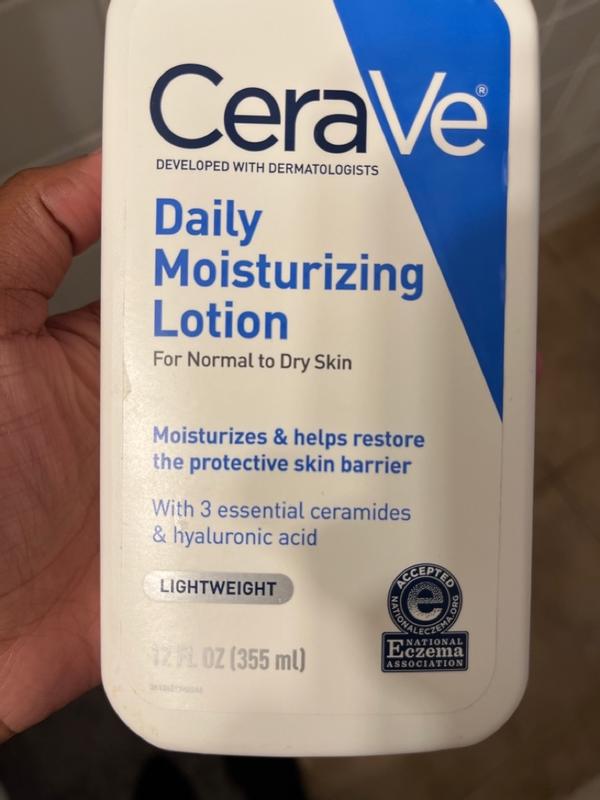 CeraVe®
DEVELOPED WITH DERMATOLOGISTS
Daily
Moisturizing
Lotion
For Normal to Dry Skin
Moisturizes & helps restore
the protective skin barrier
With 3 essential ceramides
& hyaluronic acid
LIGHTWEIGHT
12 FL OZ (355 ml)
ACCEPTED
e
NATIONALECZEMA.ORG
NATIONAL
Eczema
ASSOCIATION